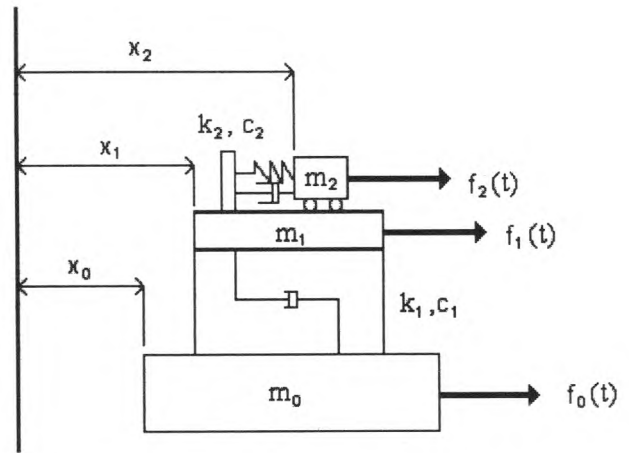 x₂
k₂, c₂
x₁
m₂
f₂(t)
m₁
f₁(t)
x₀
k₁,c₁
m₀
f₀(t)